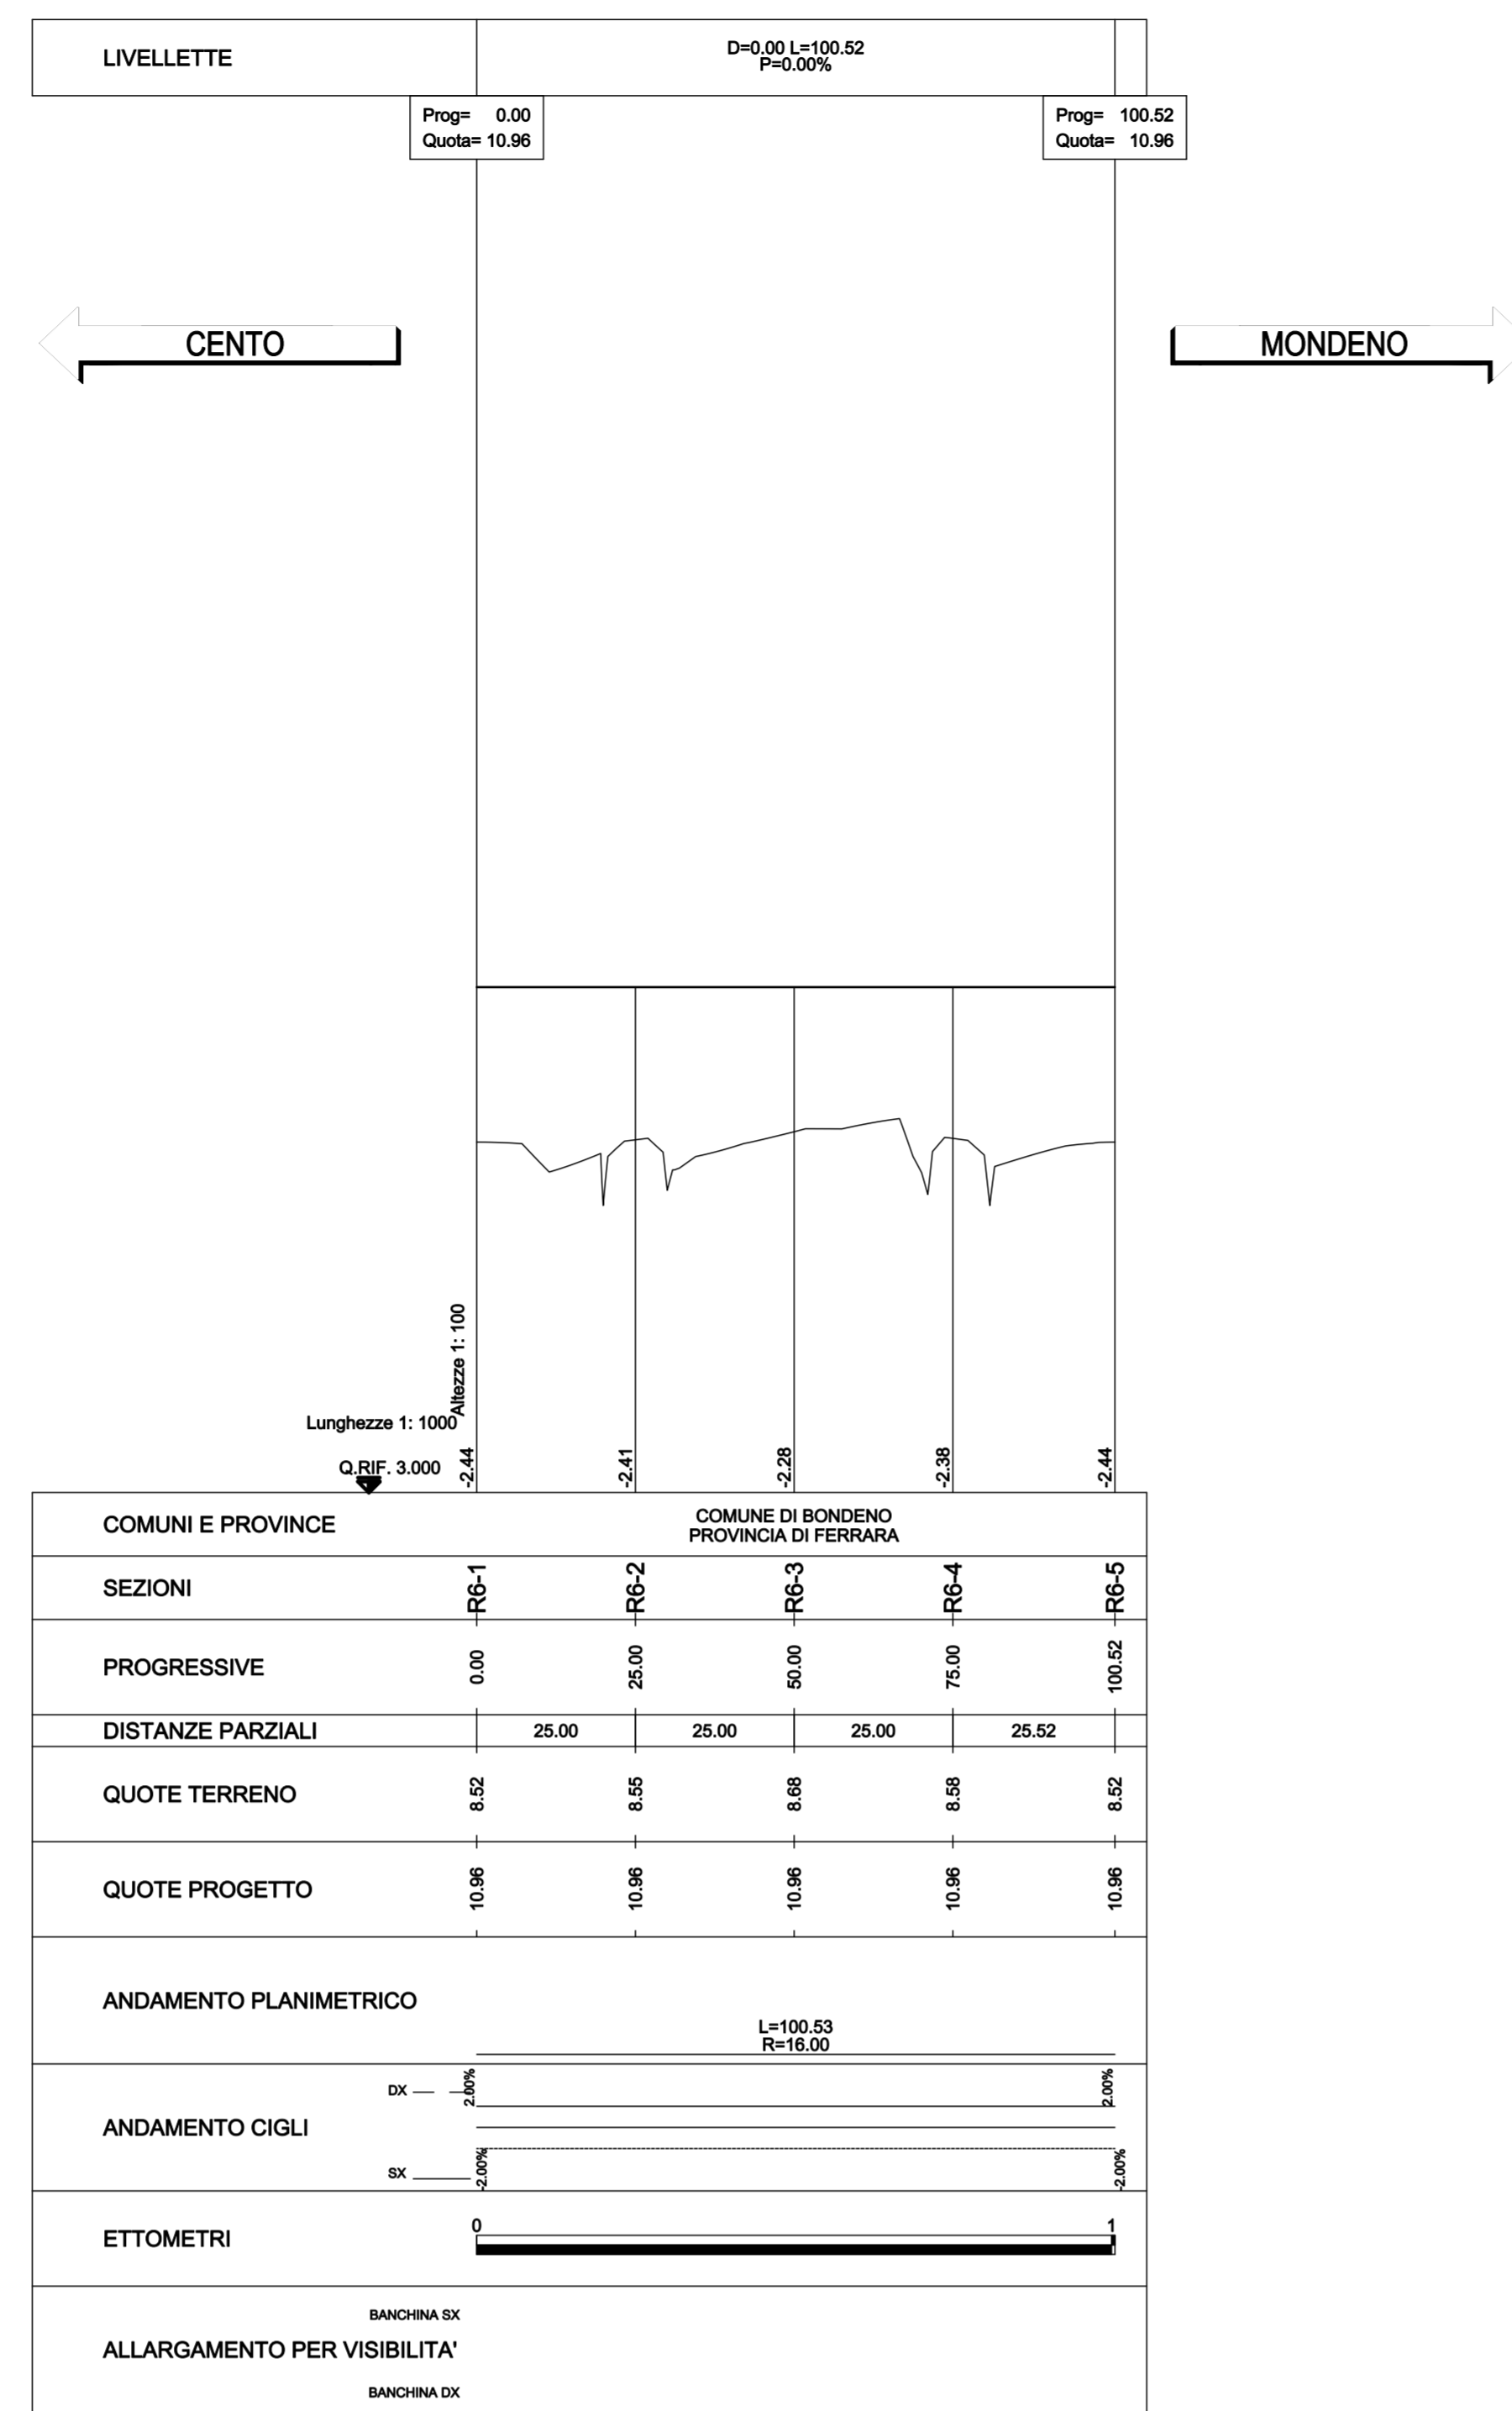 LIVELLETTE
D=0.00 L=100.52
P=0.00%
Prog= 0.00
Quota= 10.96
Prog= 100.52
Quota= 10.96
CENTO
MONDENO
Altezze 1: 100
Lunghezze 1: 1000
Q.RIF. 3.000
-2.44
-2.41
-2.28
-2.38
-2.44
COMUNI E PROVINCE
COMUNE DI BONDENO
PROVINCIA DI FERRARA
SEZIONI
R6-1
R6-2
R6-3
R6-4
R6-5
PROGRESSIVE
0.00
25.00
50.00
75.00
100.52
DISTANZE PARZIALI
25.00
25.00
25.00
25.52
QUOTE TERRENO
8.52
8.55
8.68
8.58
8.52
QUOTE PROGETTO
10.96
10.96
10.96
10.96
10.96
ANDAMENTO PLANIMETRICO
L=100.53
R=16.00
ANDAMENTO CIGLI
DX
2.00%
2.00%
SX
-2.00%
-2.00%
ETTOMETRI
0
1
BANCHINA SX
ALLARGAMENTO PER VISIBILITA'
BANCHINA DX